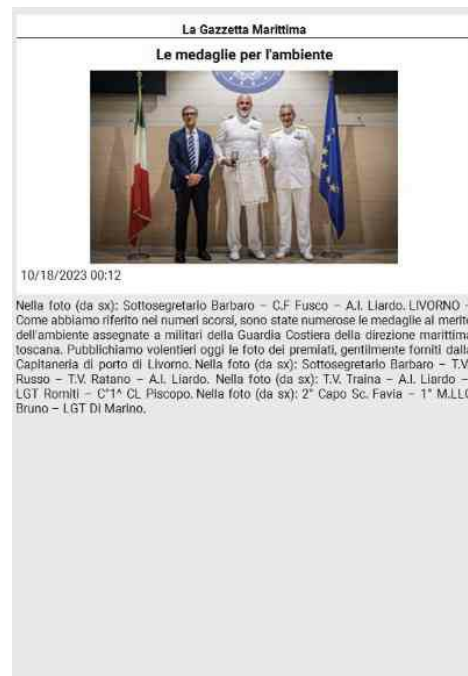 La Gazzetta Marittima
Le medaglie per l'ambiente
10/18/2023 00:12
Nella foto (da sx): Sottosegretario Barbaro – C.F Fusco – A.I. Liardo. LIVORNO –
Come abbiamo riferito nei numeri scorsi, sono state numerose le medaglie al merito
dell'ambiente assegnate a militari della Guardia Costiera della direzione marittima
toscana. Pubblichiamo volentieri oggi le foto dei premiati, gentilmente forniti dalla
Capitaneria di porto di Livorno. Nella foto (da sx): Sottosegretario Barbaro – T.V.
Russo – T.V. Ratano – A.I. Liardo. Nella foto (da sx): T.V. Traina – A.I. Liardo –
LGT Romiti – C°1^ CL Piscopo. Nella foto (da sx): 2° Capo Sc. Favia – 1° M.LLG
Bruno – LGT Di Marino.